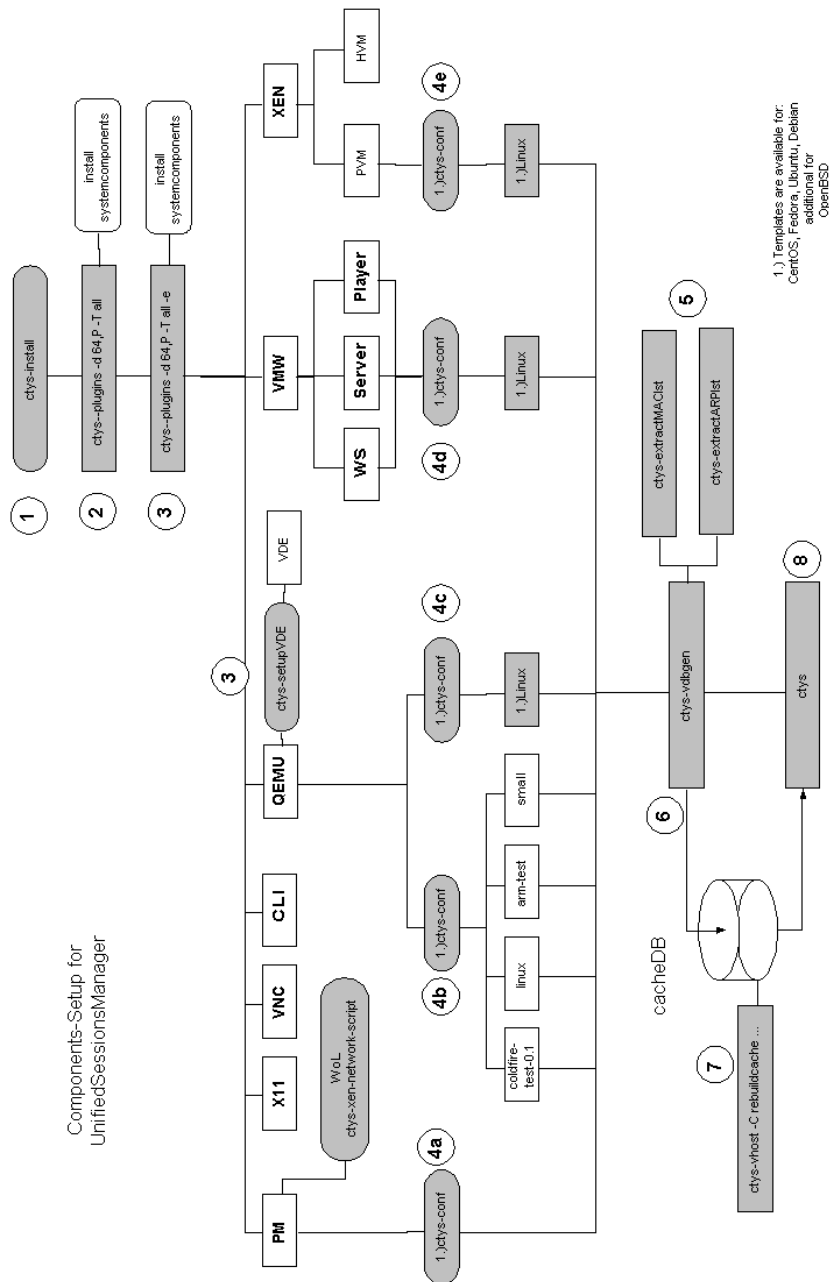 Components-Setup for
UnifiedSessionsManager
1
ctys-install
2
ctys--plugins -d 64,P -T all
install
systemcomponents
3
ctys--plugins -d 64,P -T all -e
install
systemcomponents
3
PM
X11
VNC
CLI
QEMU
ctys-setupVDE
VDE
VMW
XEN
WoL
ctys-xen-network-script
WS
Server
Player
PVM
HVM
4a
1.)ctys-conf
4b
1.)ctys-conf
1.)ctys-conf
4c
4d
1.)ctys-conf
1.)ctys-conf
4e
coldfire-
test-0.1
linux
arm-test
small
1.)Linux
1.)Linux
1.)Linux
cacheDB
6
ctys-vdbgen
ctys-extractMAClst
ctys-extractARPlst
5
7
ctys-vhost -C rebuildcache ...
ctys
8
1.) Templates are available for:
CentOS, Fedora, Ubuntu, Debian
additional for
OpenBSD